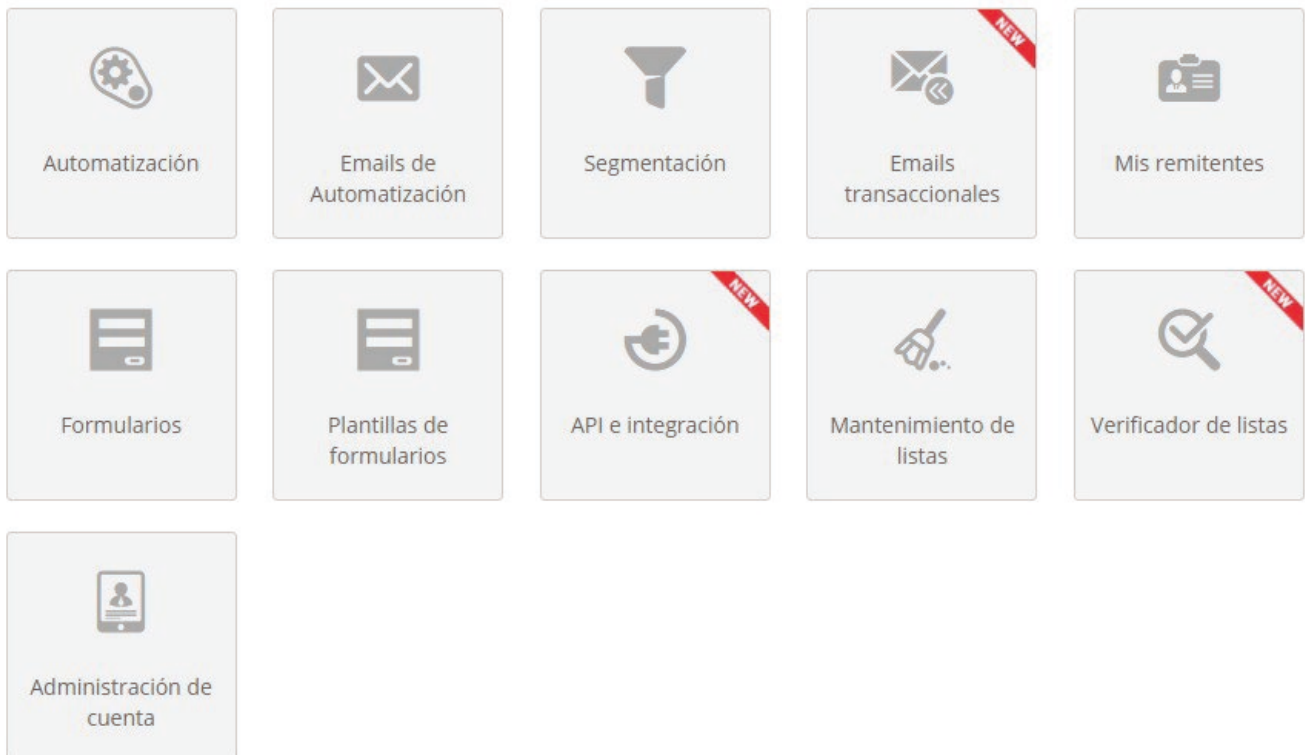 NEW
Automatización
Emails de
Automatización
Segmentación
Emails
transaccionales
Mis remitentes
NEW
NEW
Formularios
Plantillas de
formularios
API e integración
Mantenimiento de
listas
Verificador de listas
Administración de
cuenta